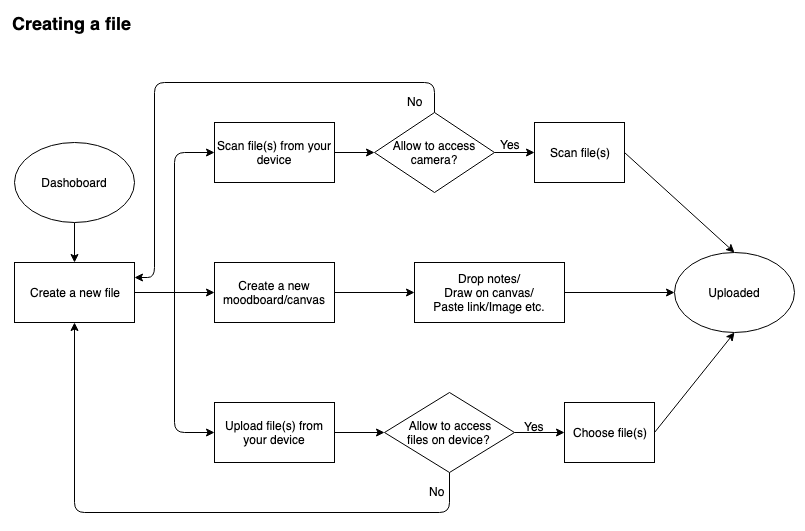 Creating a file
No
Scan file(s) from your
device
Allow to access
camera?
Yes
Scan file(s)
Dashoboard
Create a new file
Create a new
moodboard/canvas
Drop notes/
Draw on canvas/
Paste link/Image etc.
Uploaded
Upload file(s) from
your device
Allow to access
files on device?
Yes
Choose file(s)
No